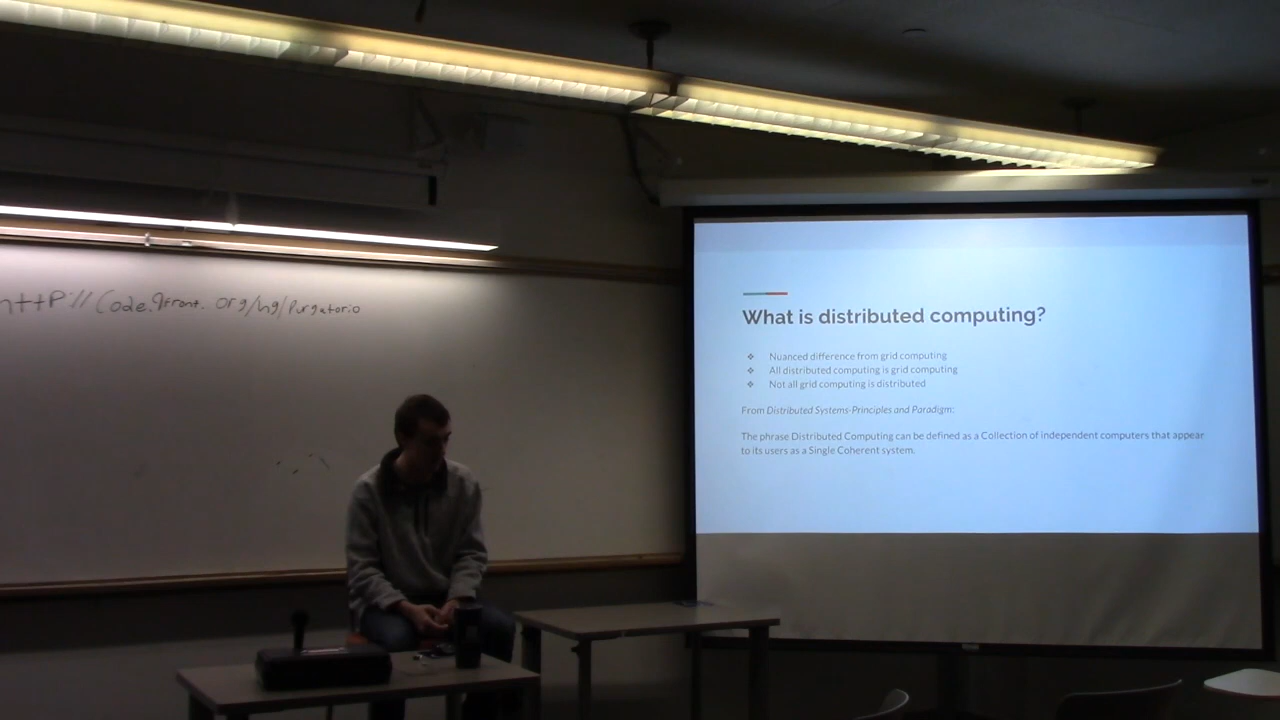 http://Code.9front.org/hg/Purgatorio
What is distributed computing?
❖ Nuanced difference from grid computing
❖ All distributed computing is grid computing
❖ Not all grid computing is distributed
From Distributed Systems-Principles and Paradigm:
The phrase Distributed Computing can be defined as a Collection of independent computers that appear
to its users as a Single Coherent system.